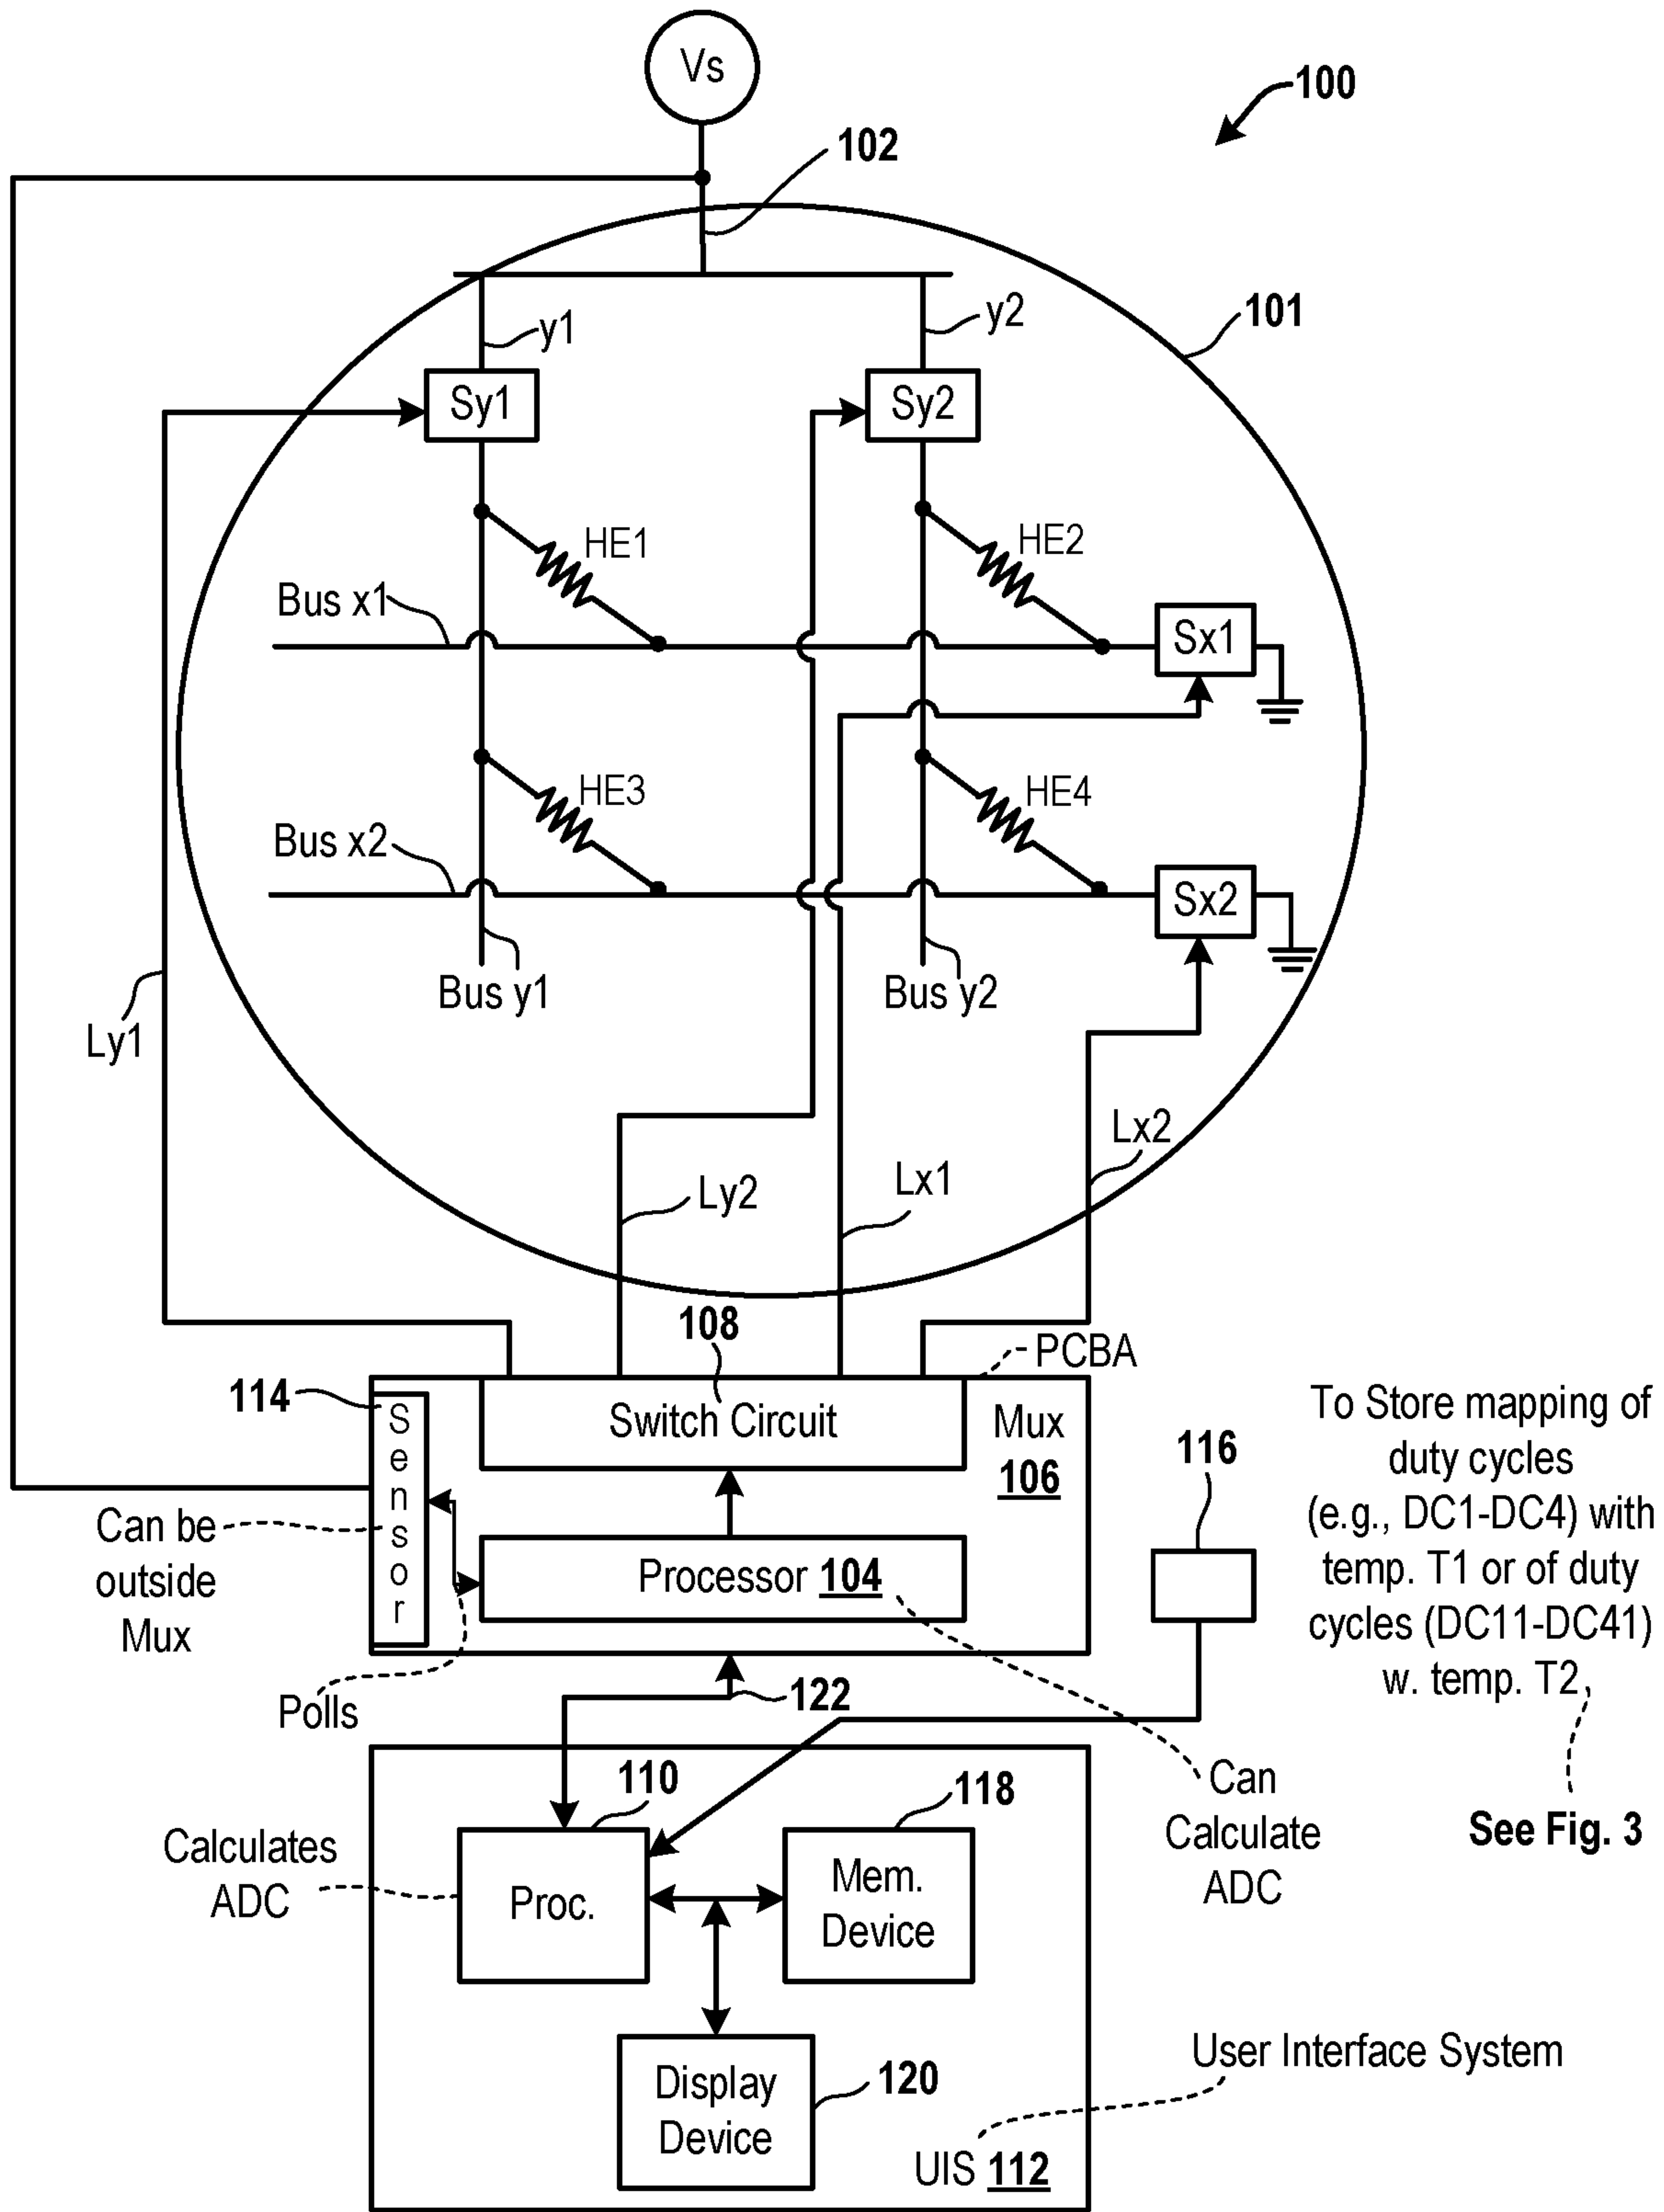 Vs
100
102
101
y1
y2
Sy1
Sy2
HE1
HE2
Bus x1
Sx1
HE3
HE4
Bus x2
Sx2
Bus y1
Bus y2
Ly1
Lx2
Ly2
Lx1
108
PCBA
114
Sensor
Switch Circuit
Mux
106
116
To Store mapping of
duty cycles
(e.g., DC1-DC4) with
temp. T1 or of duty
cycles (DC11-DC41)
w. temp. T2
See Fig. 3
Can be
outside
Mux
Processor 104
Polls
122
110
118
Can
Calculate
ADC
Calculates
ADC
Proc.
Mem.
Device
Display
Device
120
User Interface System
UIS 112